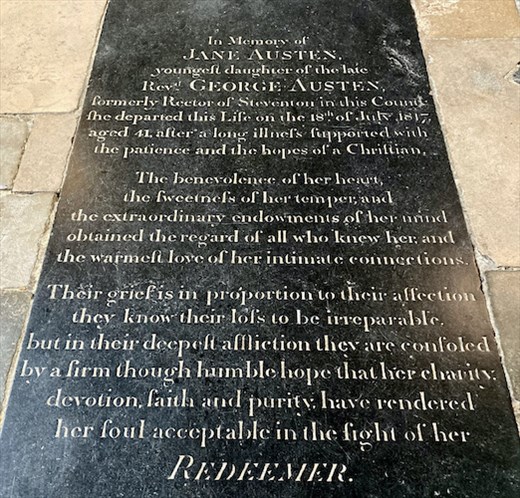 In Memory of
JANE AUSTEN,
youngeſt daughter of the late
Revᵈ GEORGE AUSTEN,
formerly Rector of Steventon in this County
ſhe departed this Life on the 18ᵗʰ of July 1817,
aged 41, after a long illneſs ſupported with
the patience and the hopes of a Chriſtian.
The benevolence of her heart,
the ſweetneſs of her temper, and
the extraordinary endowments of her mind
obtained the regard of all who knew her, and
the warmeſt love of her intimate connections.
Their grief is in proportion to their affection
they know their loſs to be irreparable,
but in their deepeſt affliction they are conſoled
by a firm though humble hope that her charity,
devotion, faith and purity, have rendered
her ſoul acceptable in the ſight of her
REDEEMER.